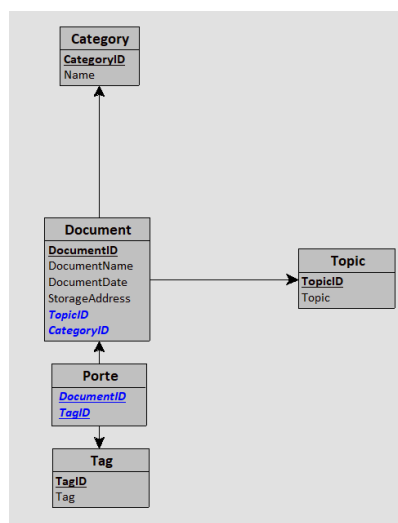 Category
CategoryID
Name
Document
DocumentID
DocumentName
DocumentDate
StorageAddress
TopicID
CategoryID
Topic
TopicID
Topic
Porte
DocumentID
TagID
Tag
TagID
Tag